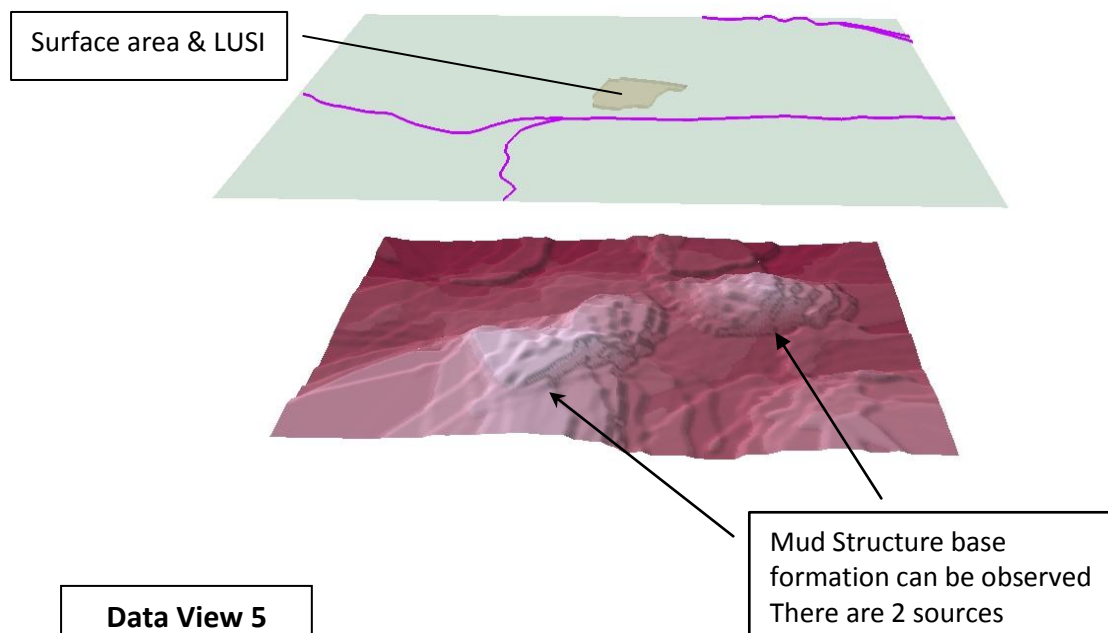 Surface area & LUSI
Mud Structure base
formation can be observed
There are 2 sources
Data View 5